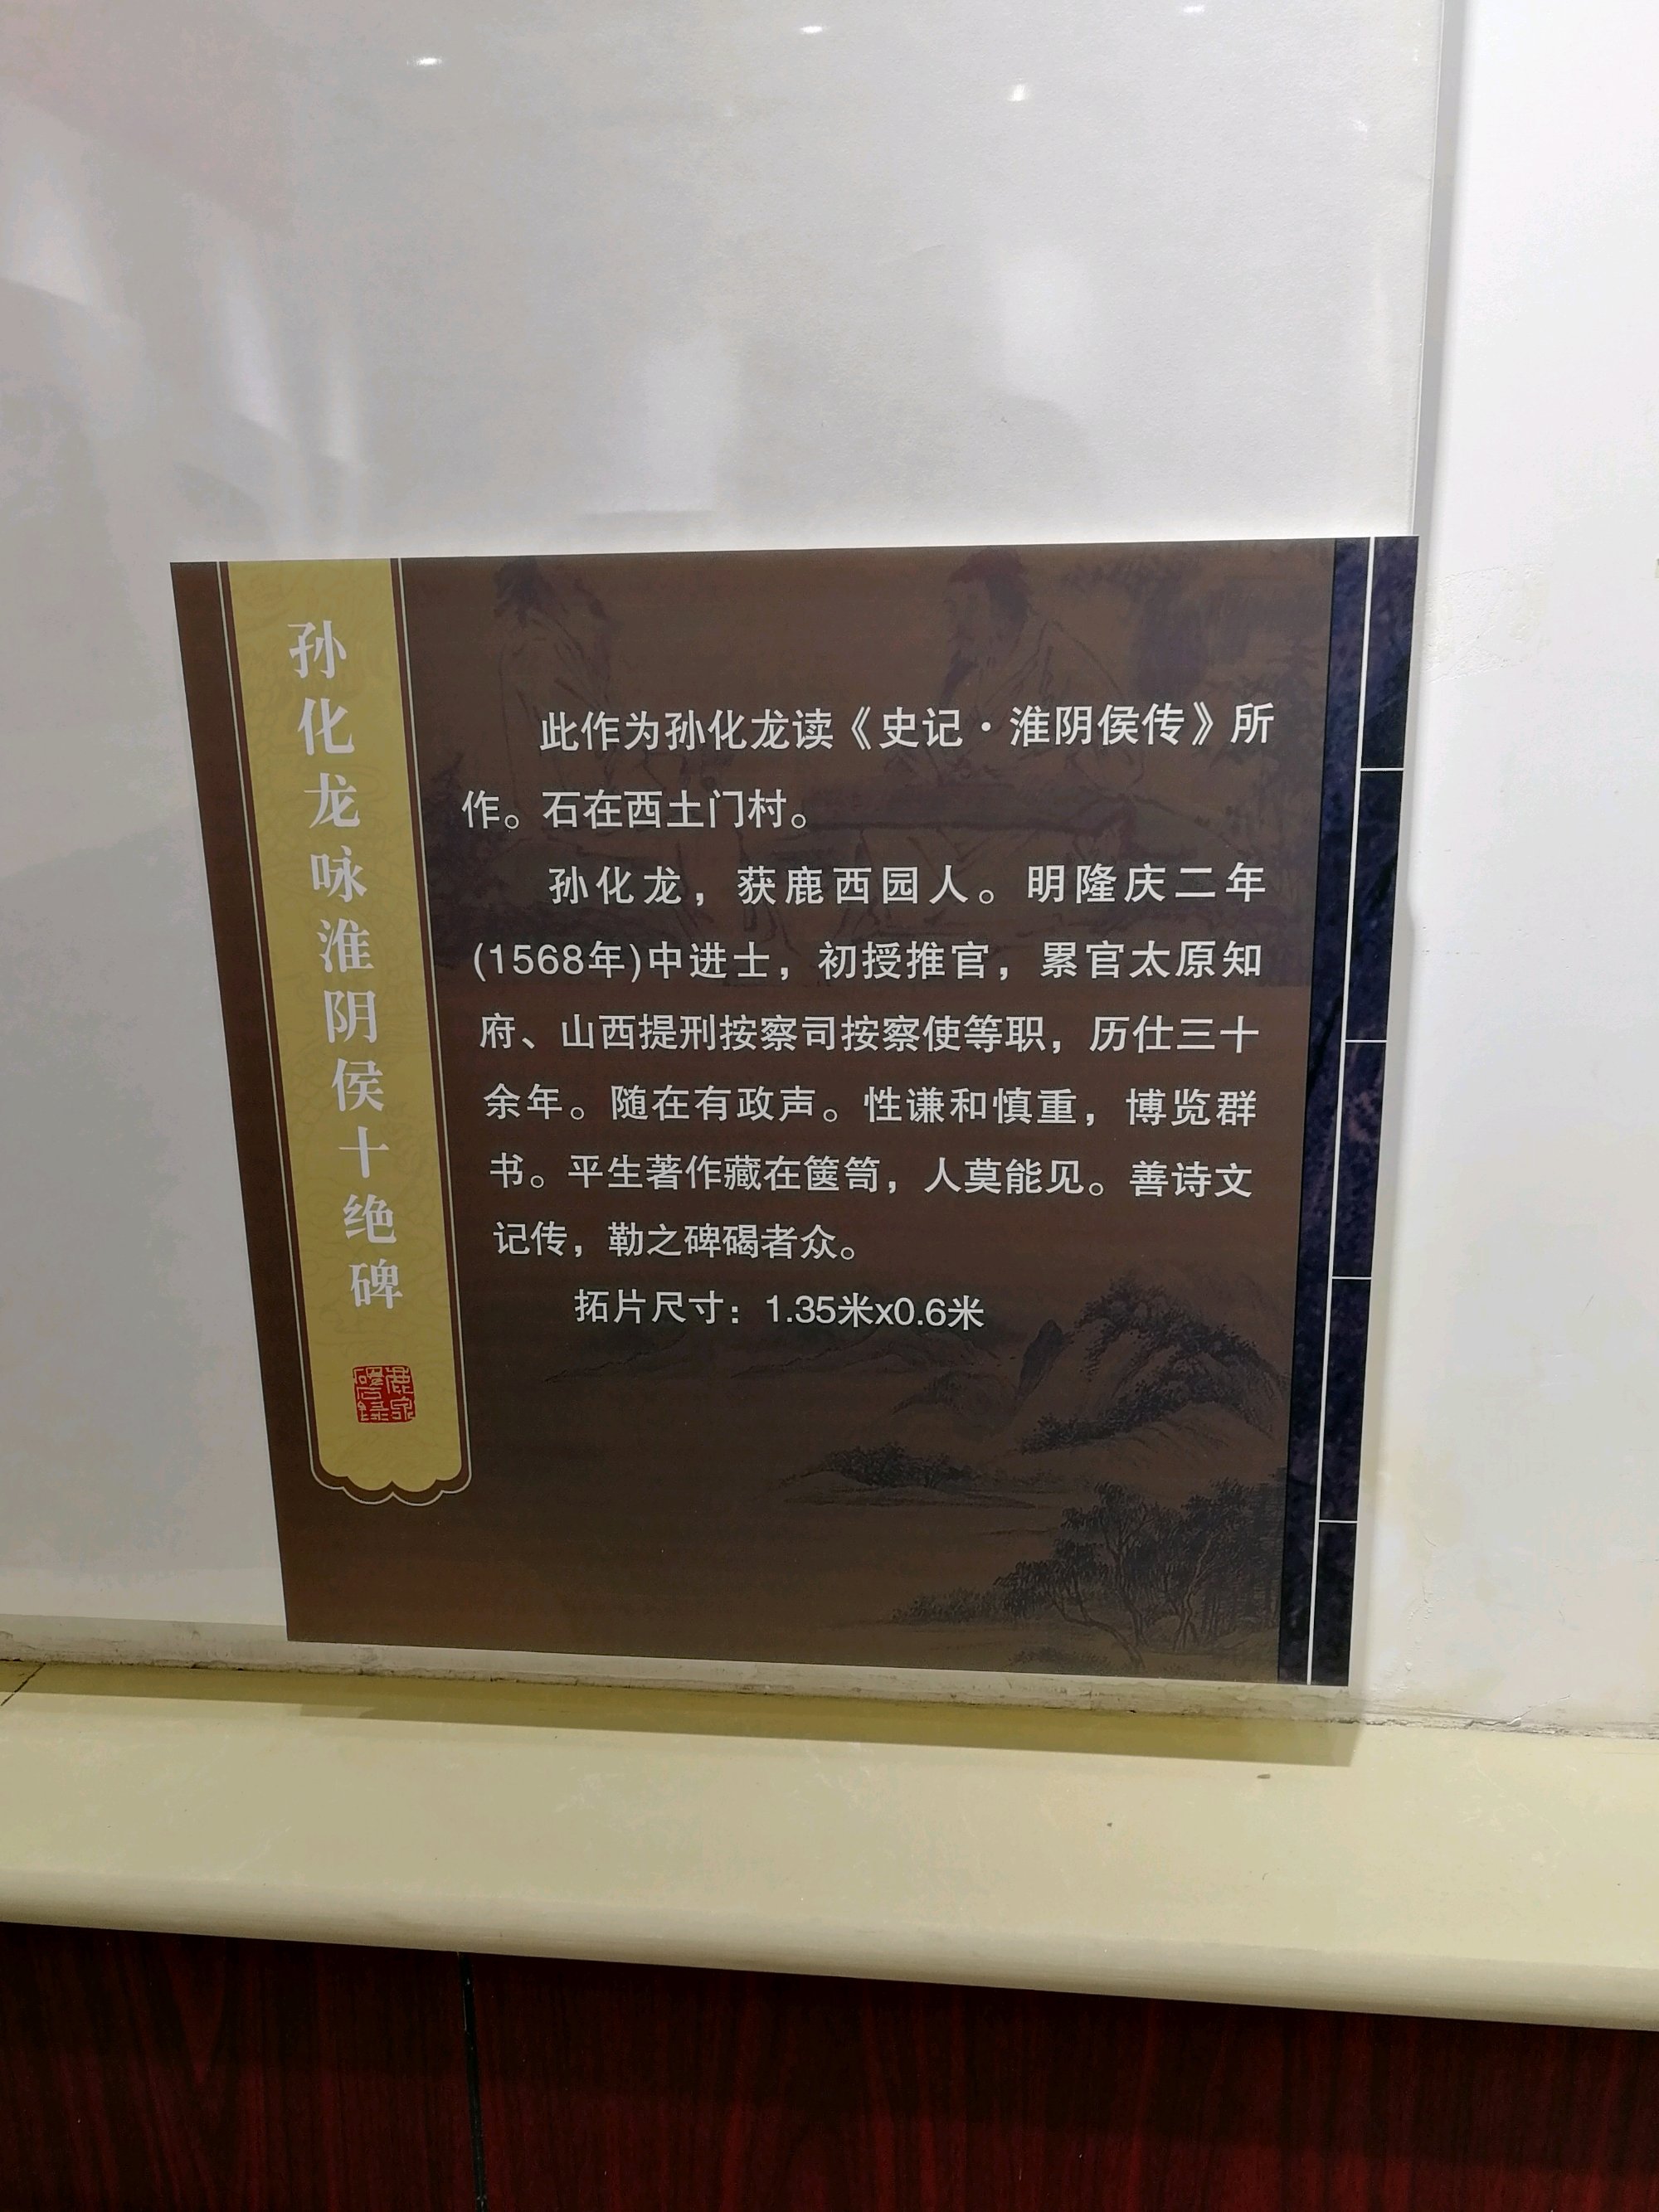 孙化龙咏淮阴侯十绝碑
此作为孙化龙读《史记·淮阴侯传》所
作。石在西土门村。
孙化龙，获鹿西园人。明隆庆二年
(1568年)中进士，初授推官，累官太原知
府、山西提刑按察司按察使等职，历仕三十
余年。随在有政声。性谦和慎重，博览群
书。平生著作藏在箧笥，人莫能见。善诗文
记传，勒之碑碣者众。
拓片尺寸：1.35米x0.6米